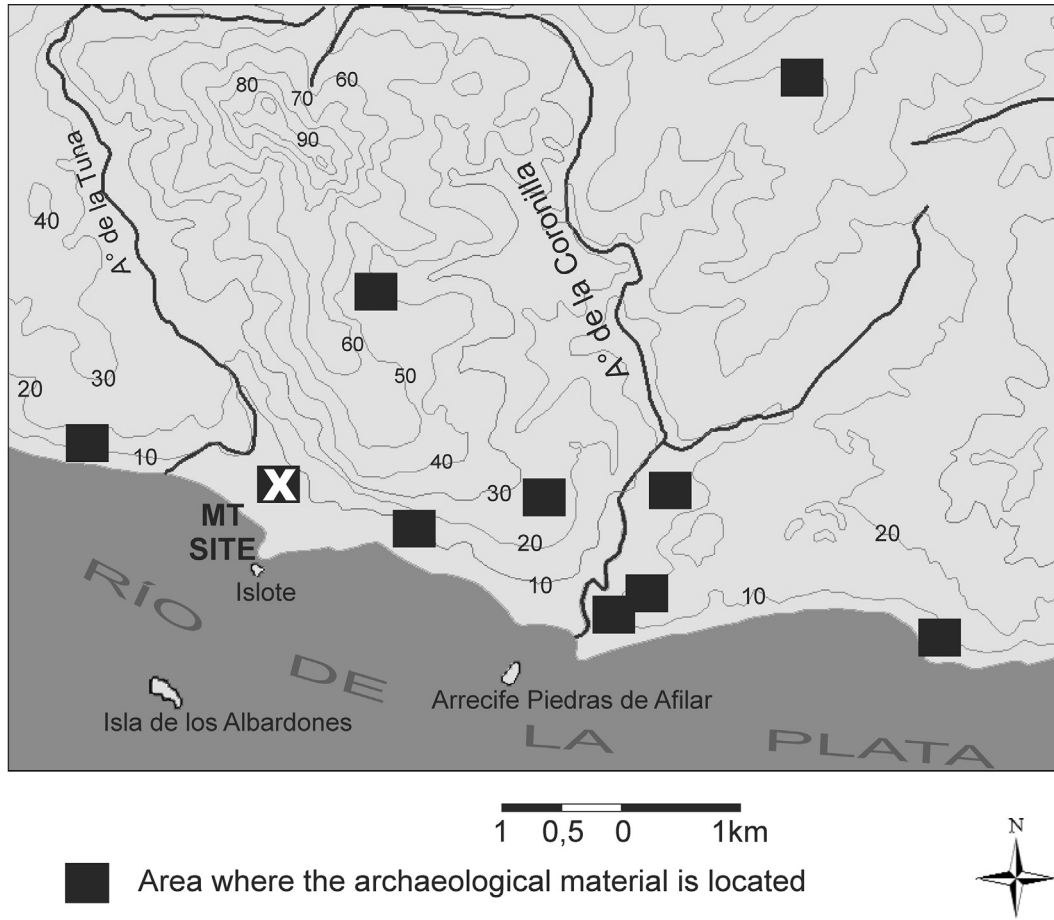 80
70
60
90
A° de la Tuna
A° de la Coronilla
40
60
50
30
20
10
40
30
X
MT
SITE
20
20
10
10
Islote
RÍO
DE
LA
PLATA
Isla de los Albardones
Arrecife Piedras de Afilar
1 0,5 0 1km
N
Area where the archaeological material is located